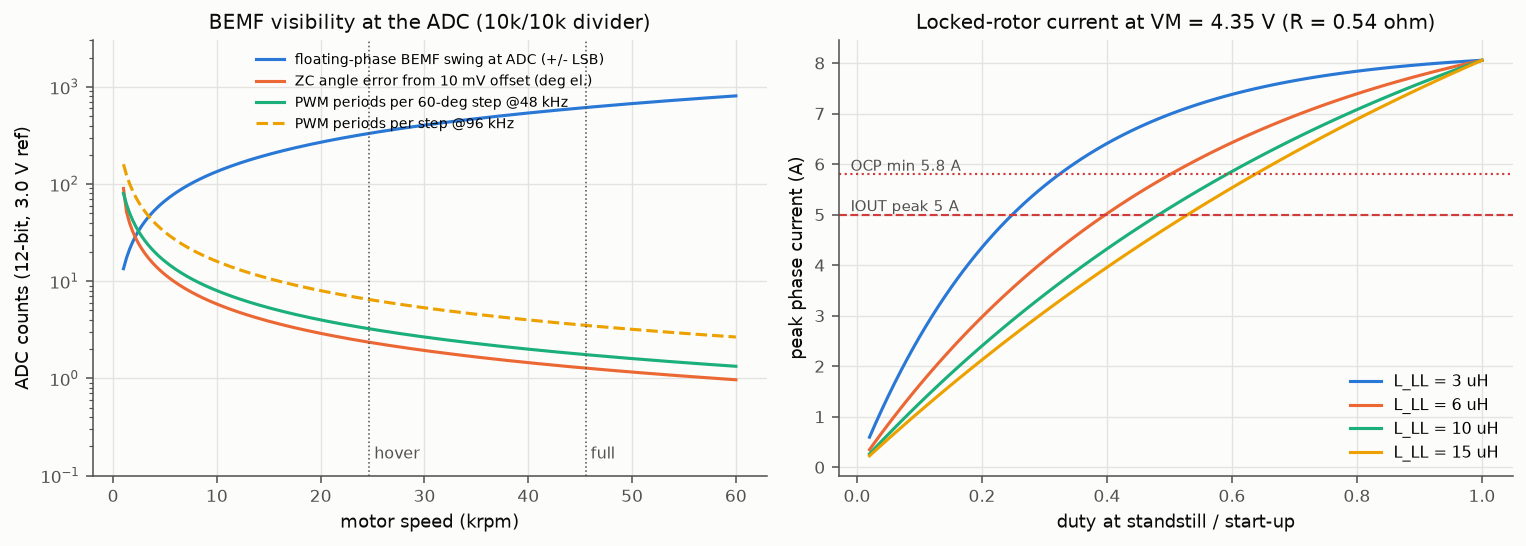 BEMF visibility at the ADC (10k/10k divider)
floating-phase BEMF swing at ADC (+/- LSB)
ZC angle error from 10 mV offset (deg el.)
PWM periods per 60-deg step @48 kHz
PWM periods per step @96 kHz
ADC counts (12-bit, 3.0 V ref)
10³
10²
10¹
10⁰
10⁻¹
hover
full
0 10 20 30 40 50 60
motor speed (krpm)
Locked-rotor current at VM = 4.35 V (R = 0.54 ohm)
peak phase current (A)
8
7
6
5
4
3
2
1
0
OCP min 5.8 A
IOUT peak 5 A
L_LL = 3 uH
L_LL = 6 uH
L_LL = 10 uH
L_LL = 15 uH
0.0 0.2 0.4 0.6 0.8 1.0
duty at standstill / start-up